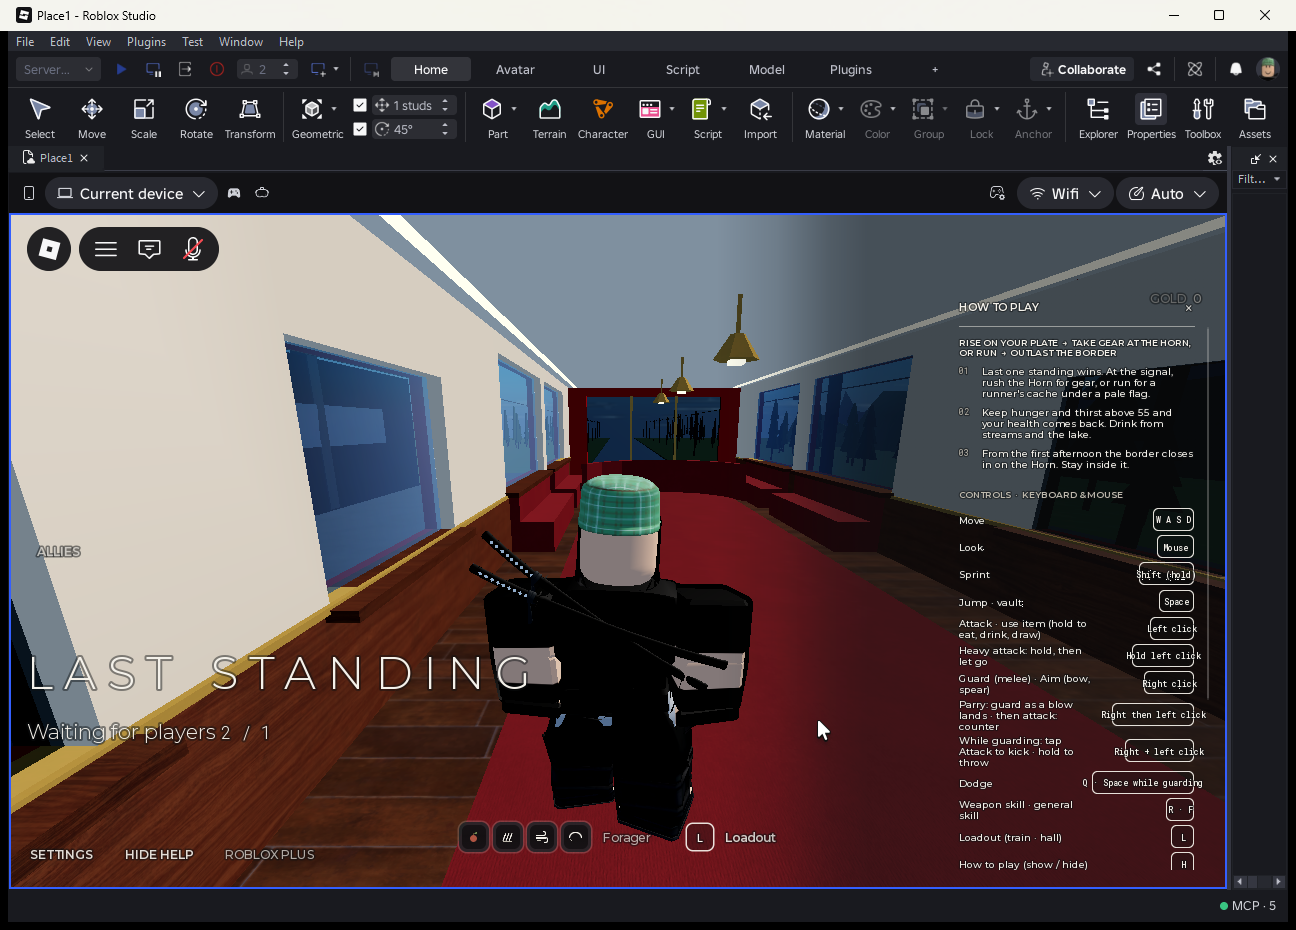 Place1 - Roblox Studio
File Edit View Plugins Test Window Help
Server... 2 Home Avatar UI Script Model Plugins + Collaborate
1 studs
45°
Select Move Scale Rotate Transform Geometric Part Terrain Character GUI Script Import Material Color Group Lock Anchor Explorer Properties Toolbox Assets
Place1
Filt...
Current device Wifi Auto
GOLD 0
HOW TO PLAY ×
RISE ON YOUR PLATE → TAKE GEAR AT THE HORN,
OR RUN → OUTLAST THE BORDER
01 Last one standing wins. At the signal,
rush the Horn for gear, or run for a
runner's cache under a pale flag.
02 Keep hunger and thirst above 55 and
your health comes back. Drink from
streams and the lake.
03 From the first afternoon the border closes
in on the Horn. Stay inside it.
CONTROLS · KEYBOARD & MOUSE
Move W A S D
Look Mouse
Sprint Shift (hold)
Jump · vault Space
Attack · use item (hold to
eat, drink, draw) Left click
Heavy attack: hold, then
let go Hold left click
Guard (melee) · Aim (bow,
spear) Right click
Parry: guard as a blow
lands · then attack:
counter Right then left click
While guarding: tap
Attack to kick · hold to
throw Right + left click
Dodge Q · Space while guarding
Weapon skill · general
skill R · F
Loadout (train · hall) L
How to play (show / hide) H
ALLIES
LAST STANDING
Waiting for players 2 / 1
SETTINGS HIDE HELP ROBLOX PLUS
Forager L Loadout
MCP · 5